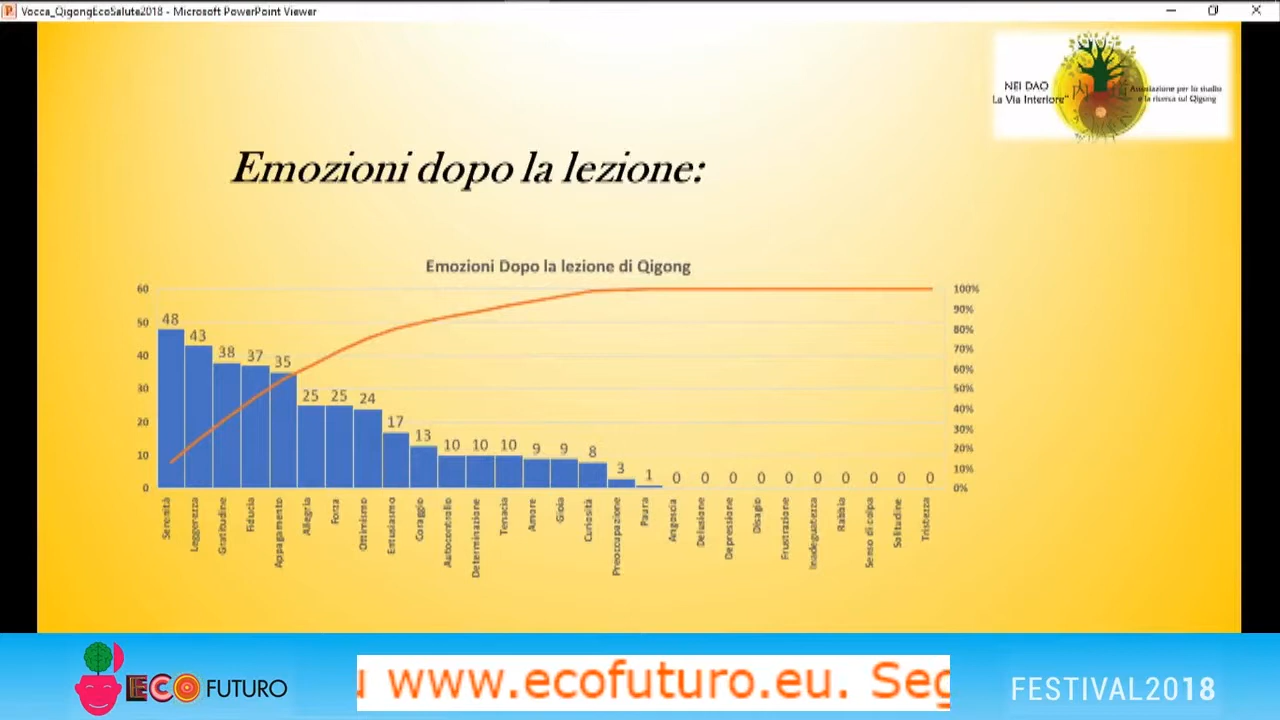 Vocca_QigongEcoSalute2018 - Microsoft PowerPoint Viewer
NEI DAO
"La Via Interiore"
内 道
Associazione per lo studio
e la ricerca sul Qigong
Emozioni dopo la lezione:
Emozioni Dopo la lezione di Qigong
60
50
40
30
20
10
0
48 43 38 37 35 25 25 24 17 13 10 10 10 9 9 8 3 1 0 0 0 0 0 0 0 0 0 0
100%
90%
80%
70%
60%
50%
40%
30%
20%
10%
0%
Serenità
Leggerezza
Gratitudine
Fiducia
Appagamento
Allegria
Forza
Ottimismo
Entusiasmo
Coraggio
Autocontrollo
Determinazione
Tenacia
Amore
Gioia
Curiosità
Preoccupazione
Paura
Angoscia
Delusione
Depressione
Disagio
Frustrazione
Inadeguatezza
Rabbia
Senso di colpa
Solitudine
Tristezza
ECO FUTURO
u www.ecofuturo.eu. Seg
FESTIVAL2018